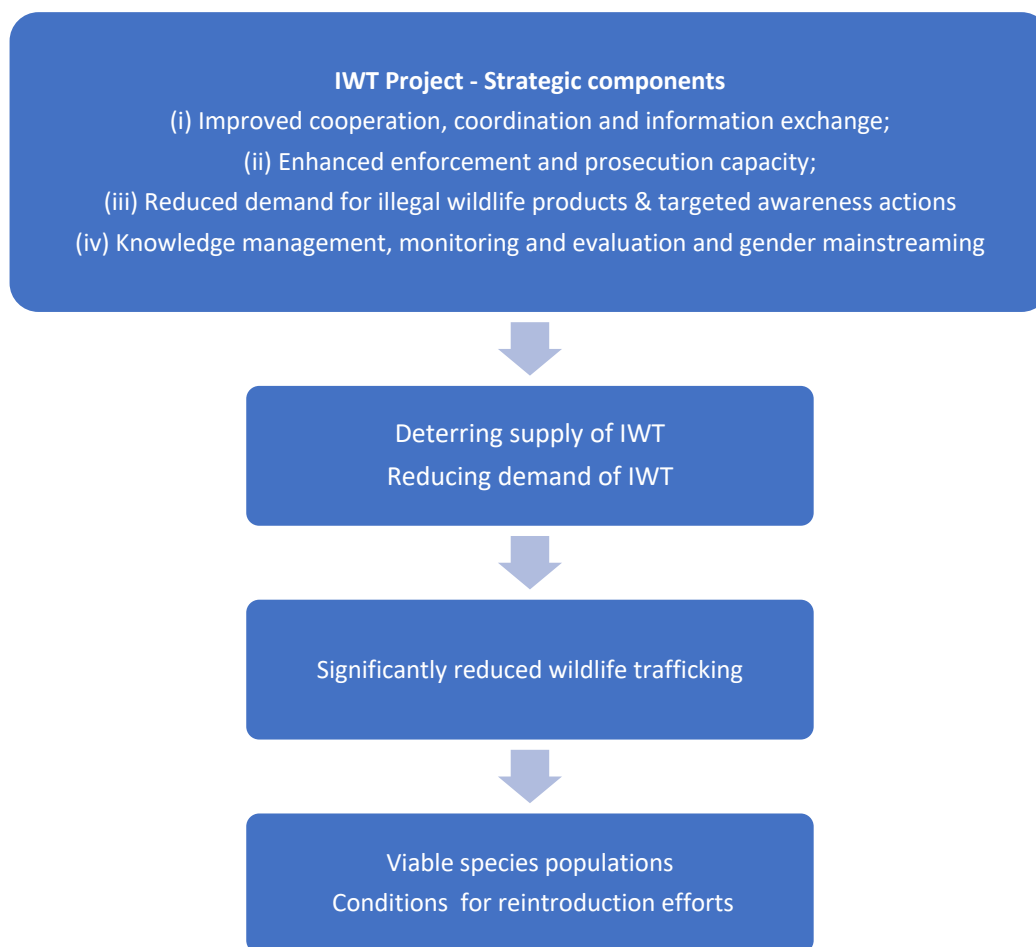 IWT Project - Strategic components
(i) Improved cooperation, coordination and information exchange;
(ii) Enhanced enforcement and prosecution capacity;
(iii) Reduced demand for illegal wildlife products & targeted awareness actions
(iv) Knowledge management, monitoring and evaluation and gender mainstreaming
Deterring supply of IWT
Reducing demand of IWT
Significantly reduced wildlife trafficking
Viable species populations
Conditions  for reintroduction efforts